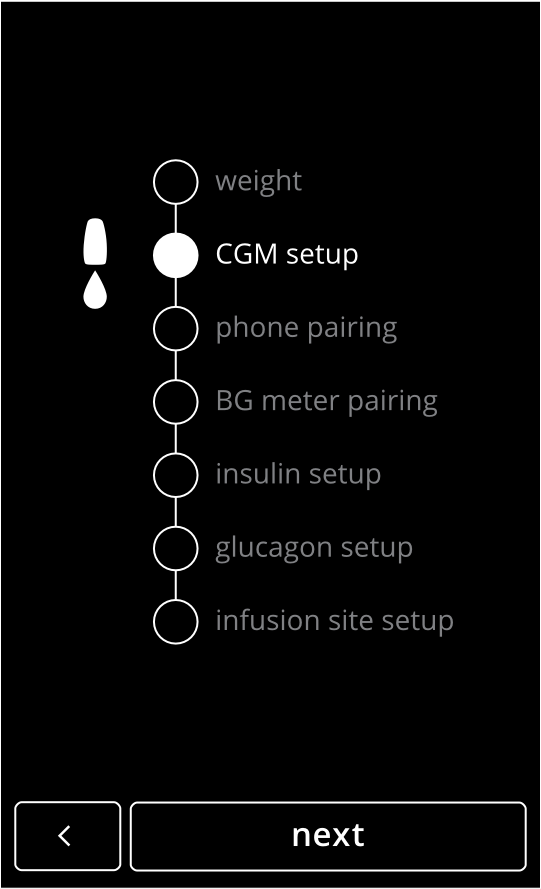 weight
CGM setup
phone pairing
BG meter pairing
insulin setup
glucagon setup
infusion site setup
next